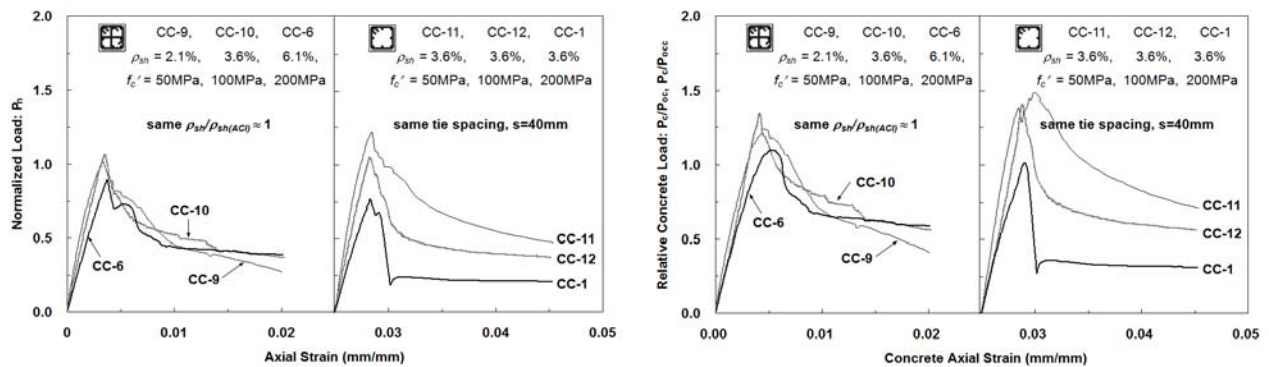 CC-9, CC-10, CC-6
ρsh = 2.1%, 3.6%, 6.1%
fc′ = 50MPa, 100MPa, 200MPa
same ρsh/ρsh(ACI) ≈ 1
CC-11, CC-12, CC-1
ρsh = 3.6%, 3.6%, 3.6%
fc′ = 50MPa, 100MPa, 200MPa
same tie spacing, s=40mm
CC-10
CC-6
CC-9
CC-11
CC-12
CC-1
Normalized Load: Pn
2.0
1.5
1.0
0.5
0.0
0 0.01 0.02 0.03 0.04 0.05
Axial Strain (mm/mm)
CC-9, CC-10, CC-6
ρsh = 2.1%, 3.6%, 6.1%
fc′ = 50MPa, 100MPa, 200MPa
same ρsh/ρsh(ACI) ≈ 1
CC-11, CC-12, CC-1
ρsh = 3.6%, 3.6%, 3.6%
fc′ = 50MPa, 100MPa, 200MPa
same tie spacing, s=40mm
CC-10
CC-6
CC-9
CC-11
CC-12
CC-1
Relative Concrete Load: Pc/Poc, Pc/Pocc
2.0
1.5
1.0
0.5
0.0
0.00 0.01 0.02 0.03 0.04 0.05
Concrete Axial Strain (mm/mm)